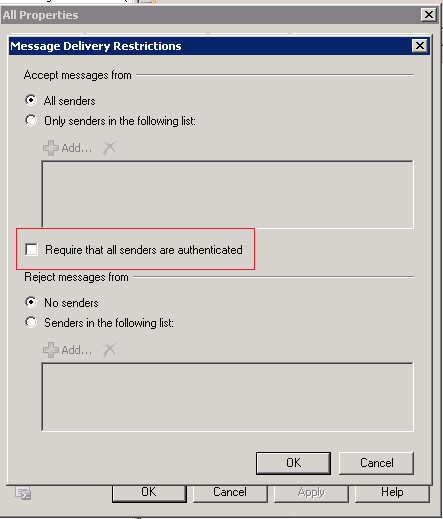 All Properties
Message Delivery Restrictions
Accept messages from
All senders
Only senders in the following list:
Add...
Require that all senders are authenticated
Reject messages from
No senders
Senders in the following list:
Add...
OK Cancel
OK Cancel Apply Help